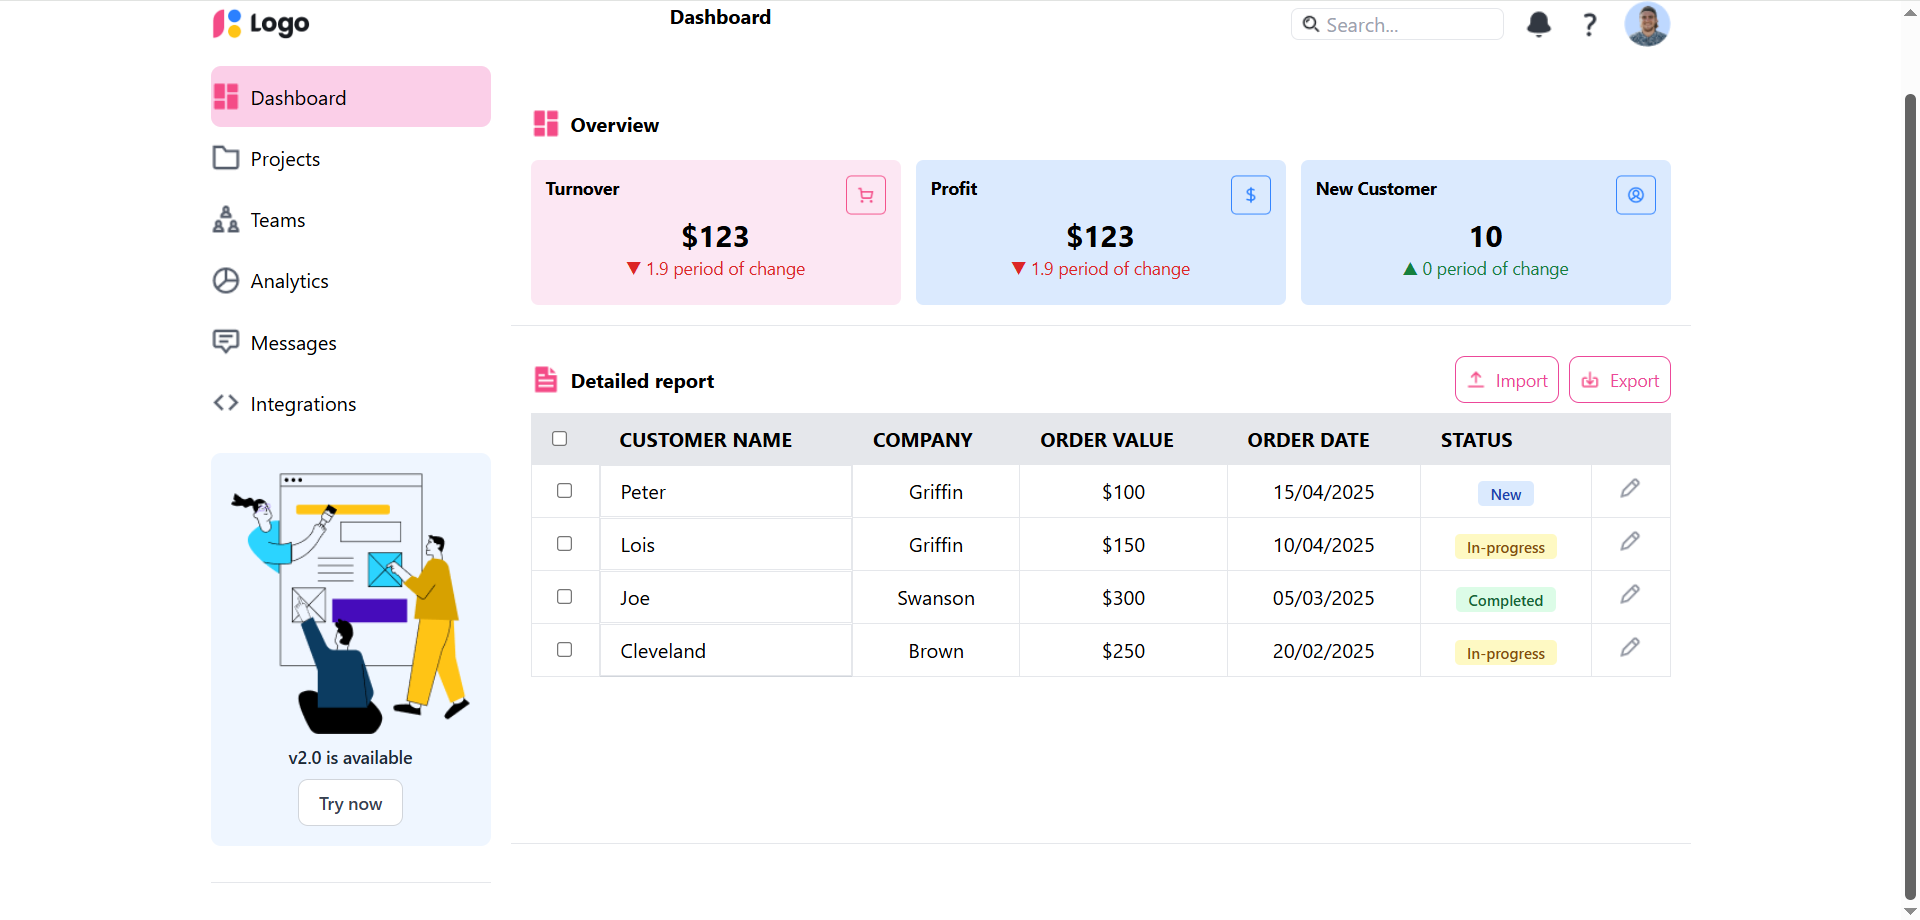 Logo
Dashboard
Search...
?
Dashboard
Projects
Teams
Analytics
Messages
Integrations
v2.0 is available
Try now
Overview
Turnover
$123
▼ 1.9 period of change
Profit
$
$123
▼ 1.9 period of change
New Customer
10
▲ 0 period of change
Detailed report
Import
Export
CUSTOMER NAME COMPANY ORDER VALUE ORDER DATE STATUS
Peter Griffin $100 15/04/2025 New
Lois Griffin $150 10/04/2025 In-progress
Joe Swanson $300 05/03/2025 Completed
Cleveland Brown $250 20/02/2025 In-progress